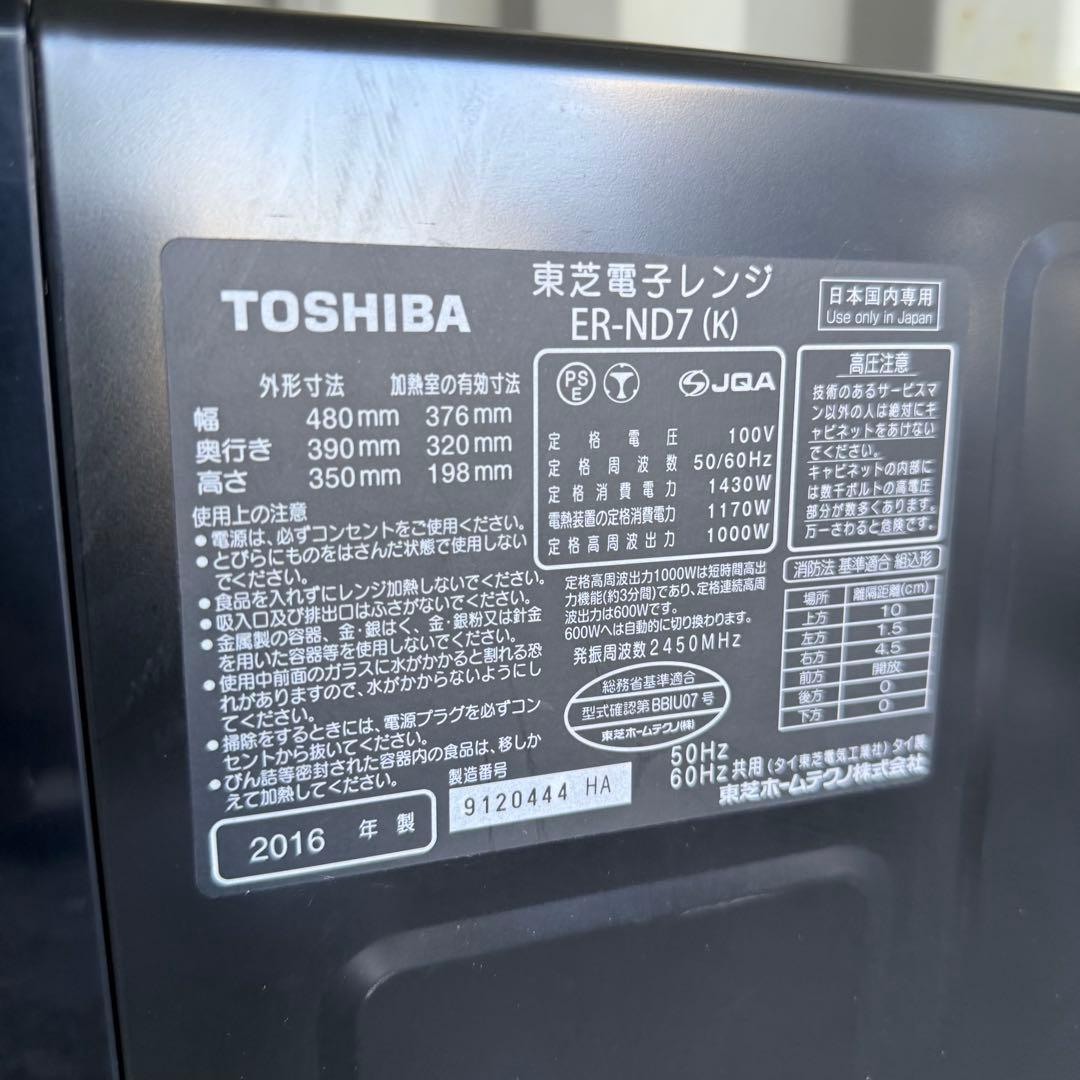 TOSHIBA
東芝電子レンジ
ER-ND7 (K)
日本国内専用
Use only in Japan
外形寸法 加熱室の有効寸法
幅 480mm 376mm
奥行き 390mm 320mm
高さ 350mm 198mm
使用上の注意
●電源は、必ずコンセントをご使用ください。
●とびらにものをはさんだ状態で使用しない
でください。
●食品を入れずにレンジ加熱しないでください。
●吸入口及び排出口はふさがないでください。
●金属製の容器、金・銀はく、金・銀粉又は針金
を用いた容器等を使用しないでください。
●使用中前面のガラスに水がかかると割れる恐
れがありますので、水がかからないようにし
てください。
●掃除をするときには、電源プラグを必ずコン
セントから抜いてください。
●びん詰等密封された容器内の食品は、移しか
えて加熱してください。
2016 年製
製造番号
9120444 HA
PS
E
JQA
定格電圧 100V
定格周波数 50/60Hz
定格消費電力 1430W
電熱装置の定格消費電力 1170W
定格高周波出力 1000W
定格高周波出力1000Wは短時間高出
力機能(約3分間)であり、定格連続高周
波出力は600Wです。
600Wへは自動的に切り換わります。
発振周波数2450MHz
総務省基準適合
型式確認第BBIU07号
東芝ホームテクノ(株)
高圧注意
技術のあるサービスマ
ン以外の人は絶対にキ
ャビネットをあけない
でください。
キャビネットの内部に
は数千ボルトの高電圧
部分が数多くあります。
万一さわると危険です。
消防法 基準適合 組込形
場所 離隔距離(cm)
上方 10
左方 1.5
右方 4.5
前方 開放
後方 0
下方 0
50Hz
60Hz 共用 (タイ東芝電気工業社) タイ製
東芝ホームテクノ株式会社